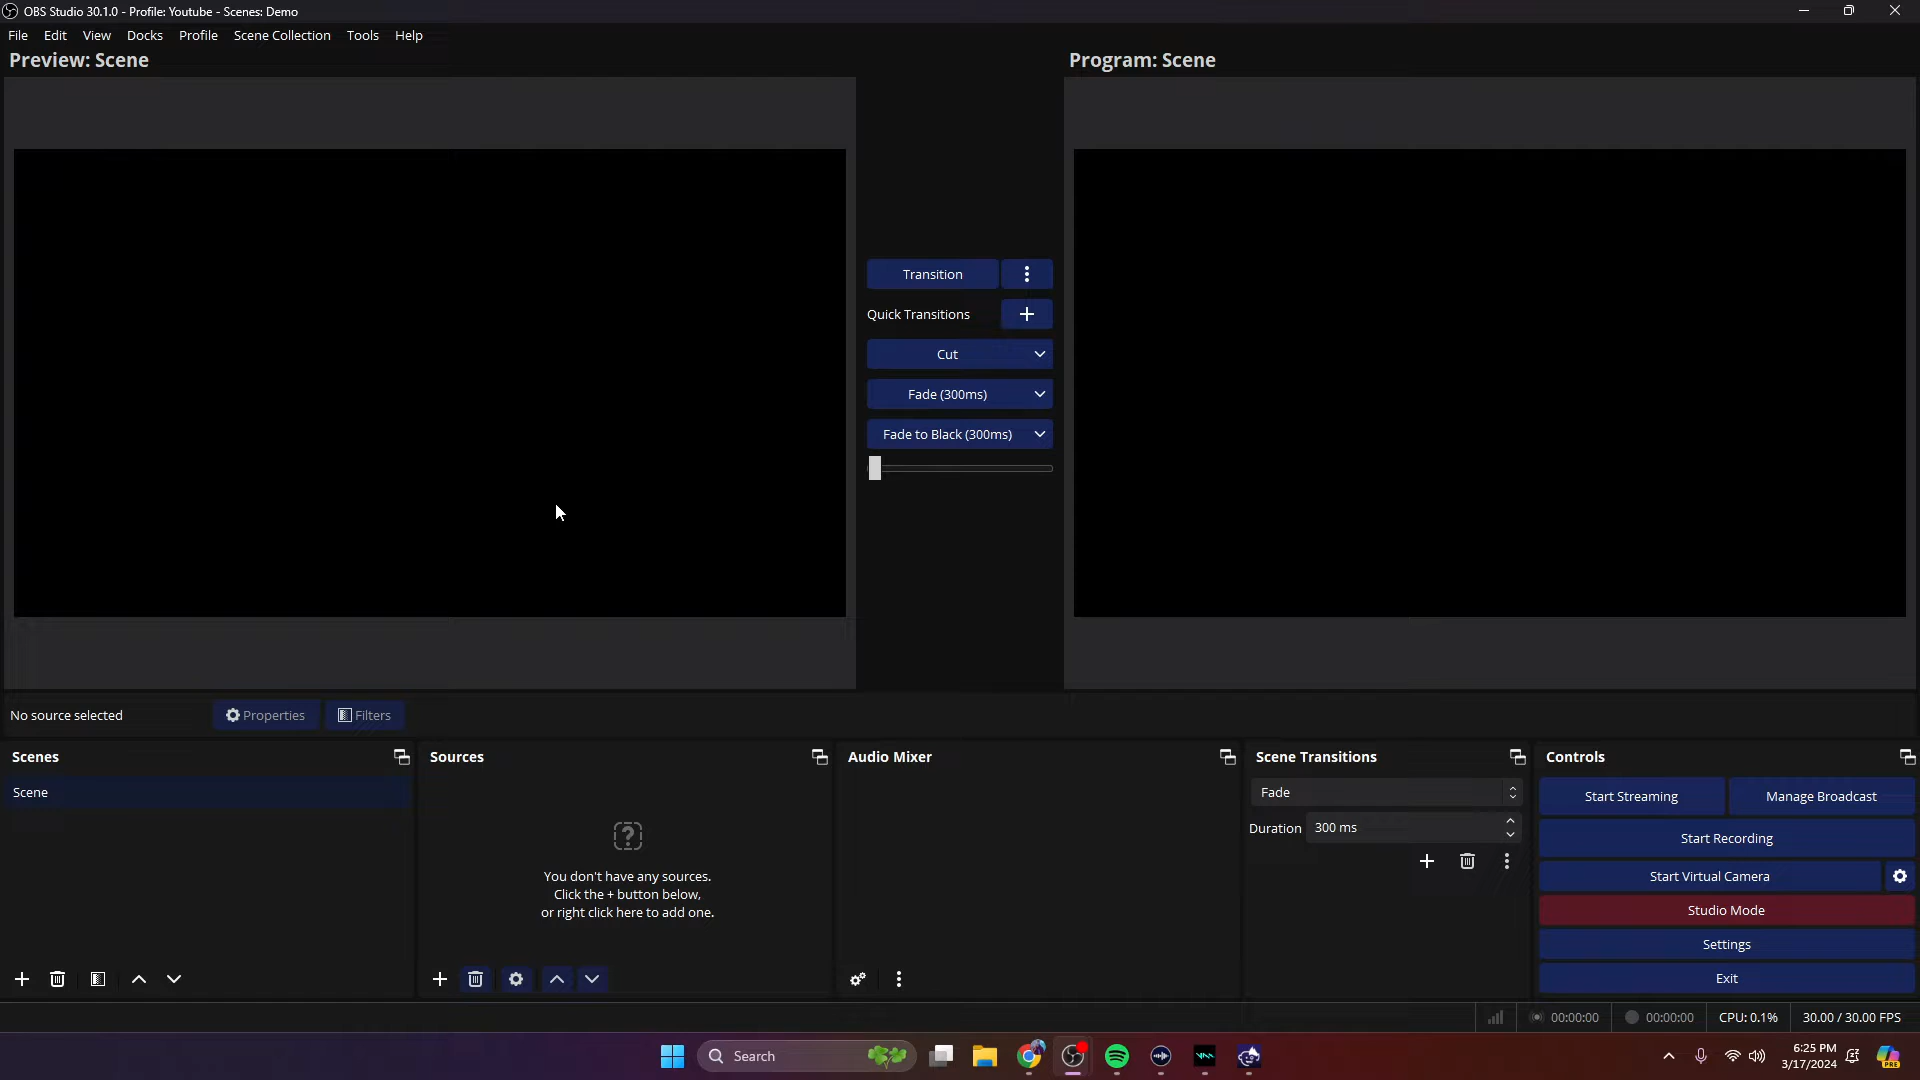 OBS Studio 30.1.0 - Profile: Youtube - Scenes: Demo
File Edit View Docks Profile Scene Collection Tools Help
Preview: Scene
Program: Scene
Transition
Quick Transitions
Cut
Fade (300ms)
Fade to Black (300ms)
No source selected
Properties
Filters
Scenes
Scene
Sources
You don't have any sources.
Click the + button below,
or right click here to add one.
Audio Mixer
Scene Transitions
Fade
Duration 300 ms
Controls
Start Streaming
Manage Broadcast
Start Recording
Start Virtual Camera
Studio Mode
Settings
Exit
00:00:00
00:00:00
CPU: 0.1%
30.00 / 30.00 FPS
Search
6:25 PM
3/17/2024
PRE